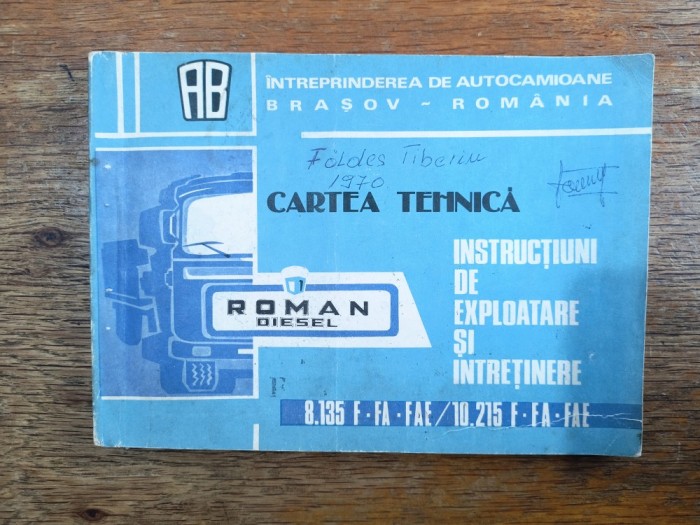 AB
ÎNTREPRINDEREA DE AUTOCAMIOANE
BRAȘOV - ROMÂNIA
Földes Tiberiu
1970
CARTEA TEHNICĂ
INSTRUCȚIUNI
DE
EXPLOATARE
ȘI
INTREȚINERE
ROMAN
DIESEL
8.135 F·FA·FAE/10.215 F·FA·FAE